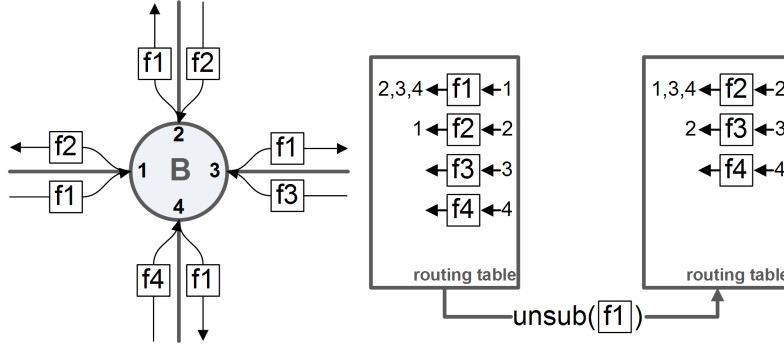 f1
f2
2
f2
f1
1
B
3
f1
f3
4
f4
f1
2,3,4 f1 1
1 f2 2
f3 3
f4 4
routing table
unsub( f1 )
1,3,4 f2 2
2 f3 3
f4 4
routing table